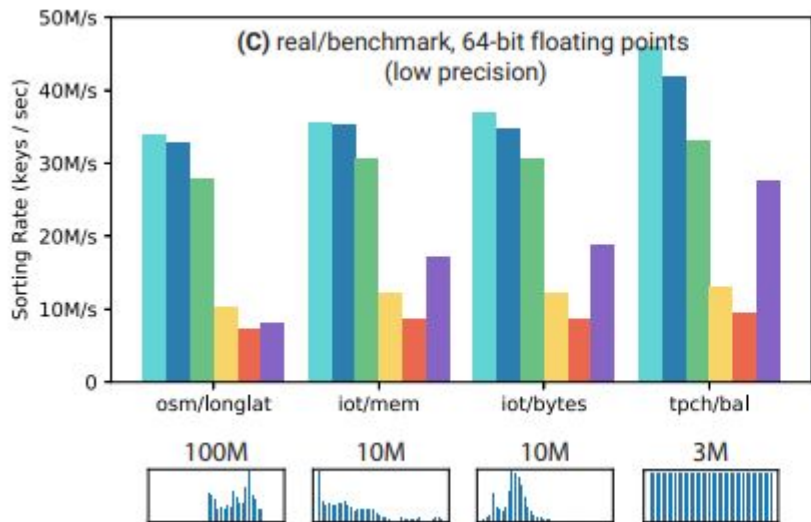 50M/s
(C) real/benchmark, 64-bit floating points
(low precision)
40M/s
30M/s
20M/s
10M/s
0
Sorting Rate (keys / sec)
osm/longlat iot/mem iot/bytes tpch/bal
100M 10M 10M 3M